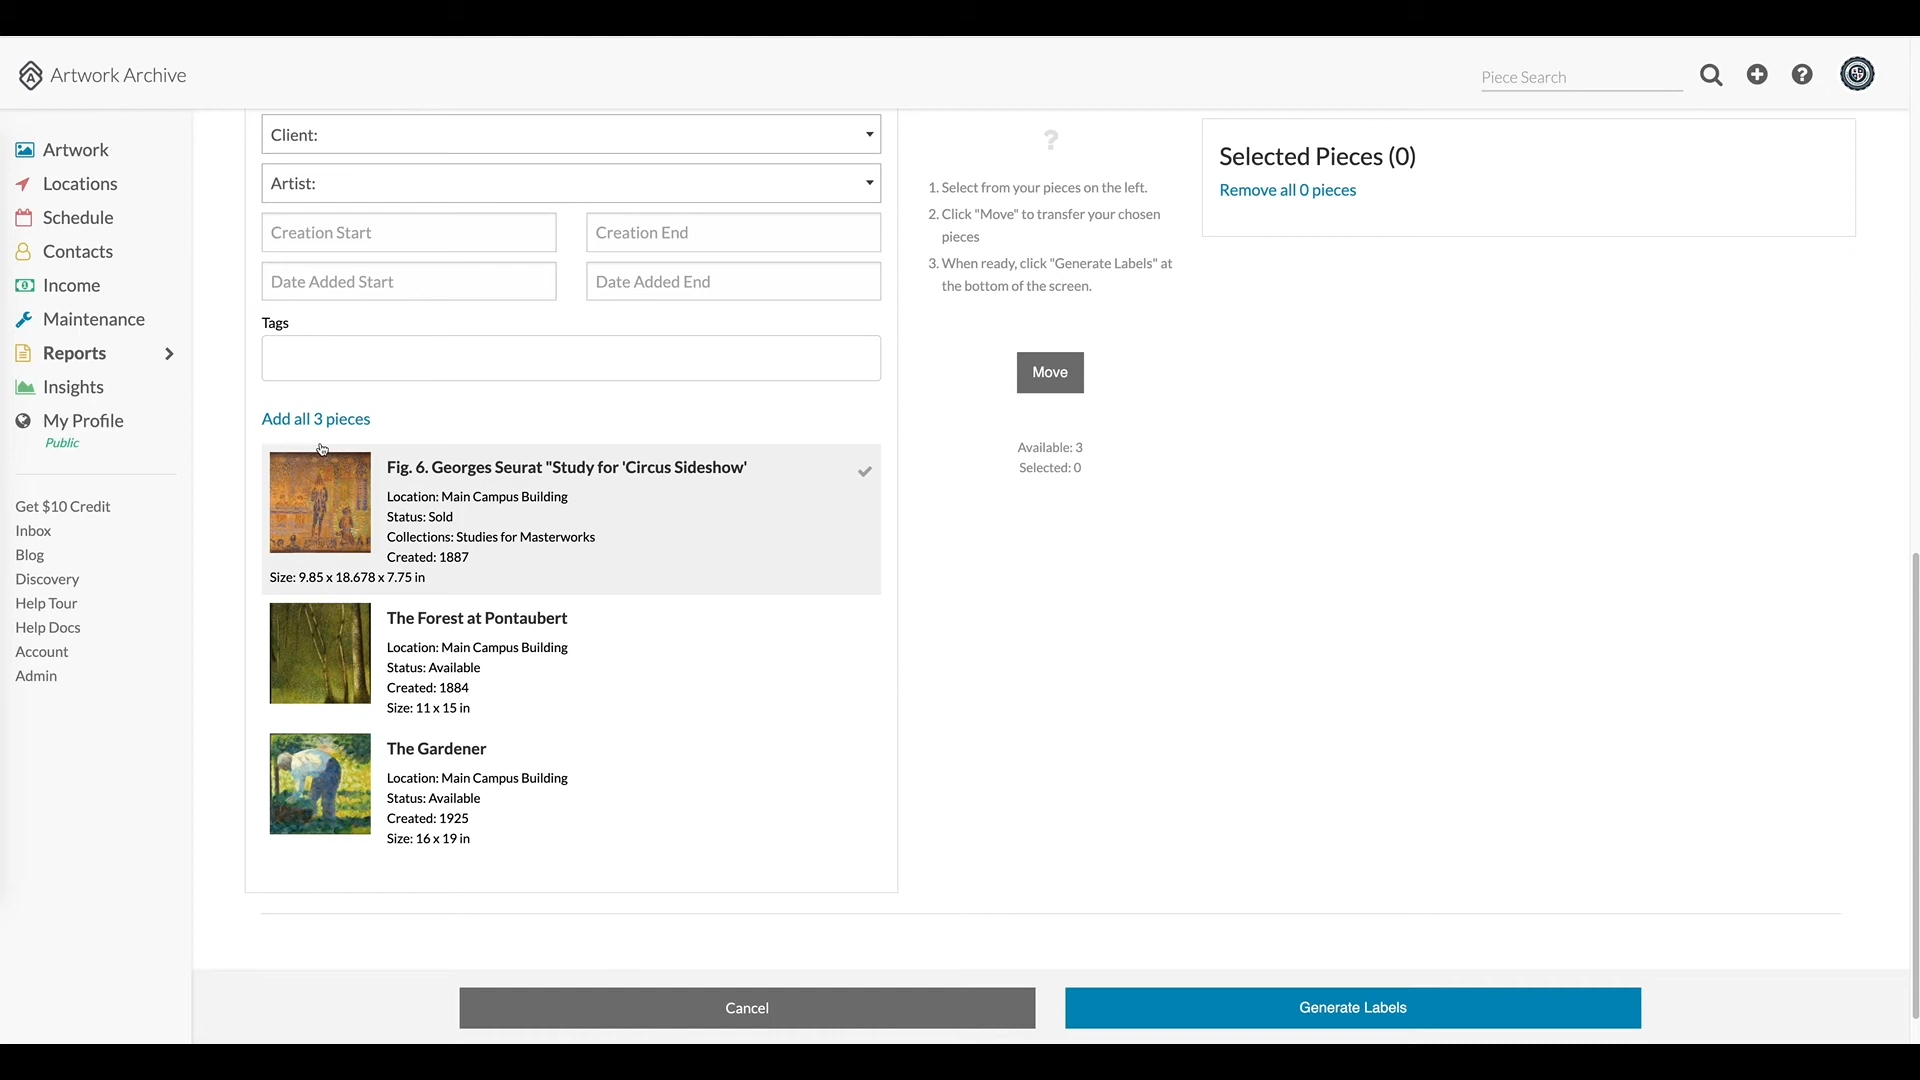 Artwork Archive
Piece Search
Artwork
Locations
Schedule
Contacts
Income
Maintenance
Reports
Insights
My Profile
Public
Get $10 Credit
Inbox
Blog
Discovery
Help Tour
Help Docs
Account
Admin
Client:
Artist:
Creation Start
Creation End
Date Added Start
Date Added End
Tags
Add all 3 pieces
Fig. 6. Georges Seurat "Study for 'Circus Sideshow'
Location: Main Campus Building
Status: Sold
Collections: Studies for Masterworks
Created: 1887
Size: 9.85 x 18.678 x 7.75 in
The Forest at Pontaubert
Location: Main Campus Building
Status: Available
Created: 1884
Size: 11 x 15 in
The Gardener
Location: Main Campus Building
Status: Available
Created: 1925
Size: 16 x 19 in
?
1. Select from your pieces on the left.
2. Click "Move" to transfer your chosen
pieces
3. When ready, click "Generate Labels" at
the bottom of the screen.
Move
Available: 3
Selected: 0
Selected Pieces (0)
Remove all 0 pieces
Cancel
Generate Labels